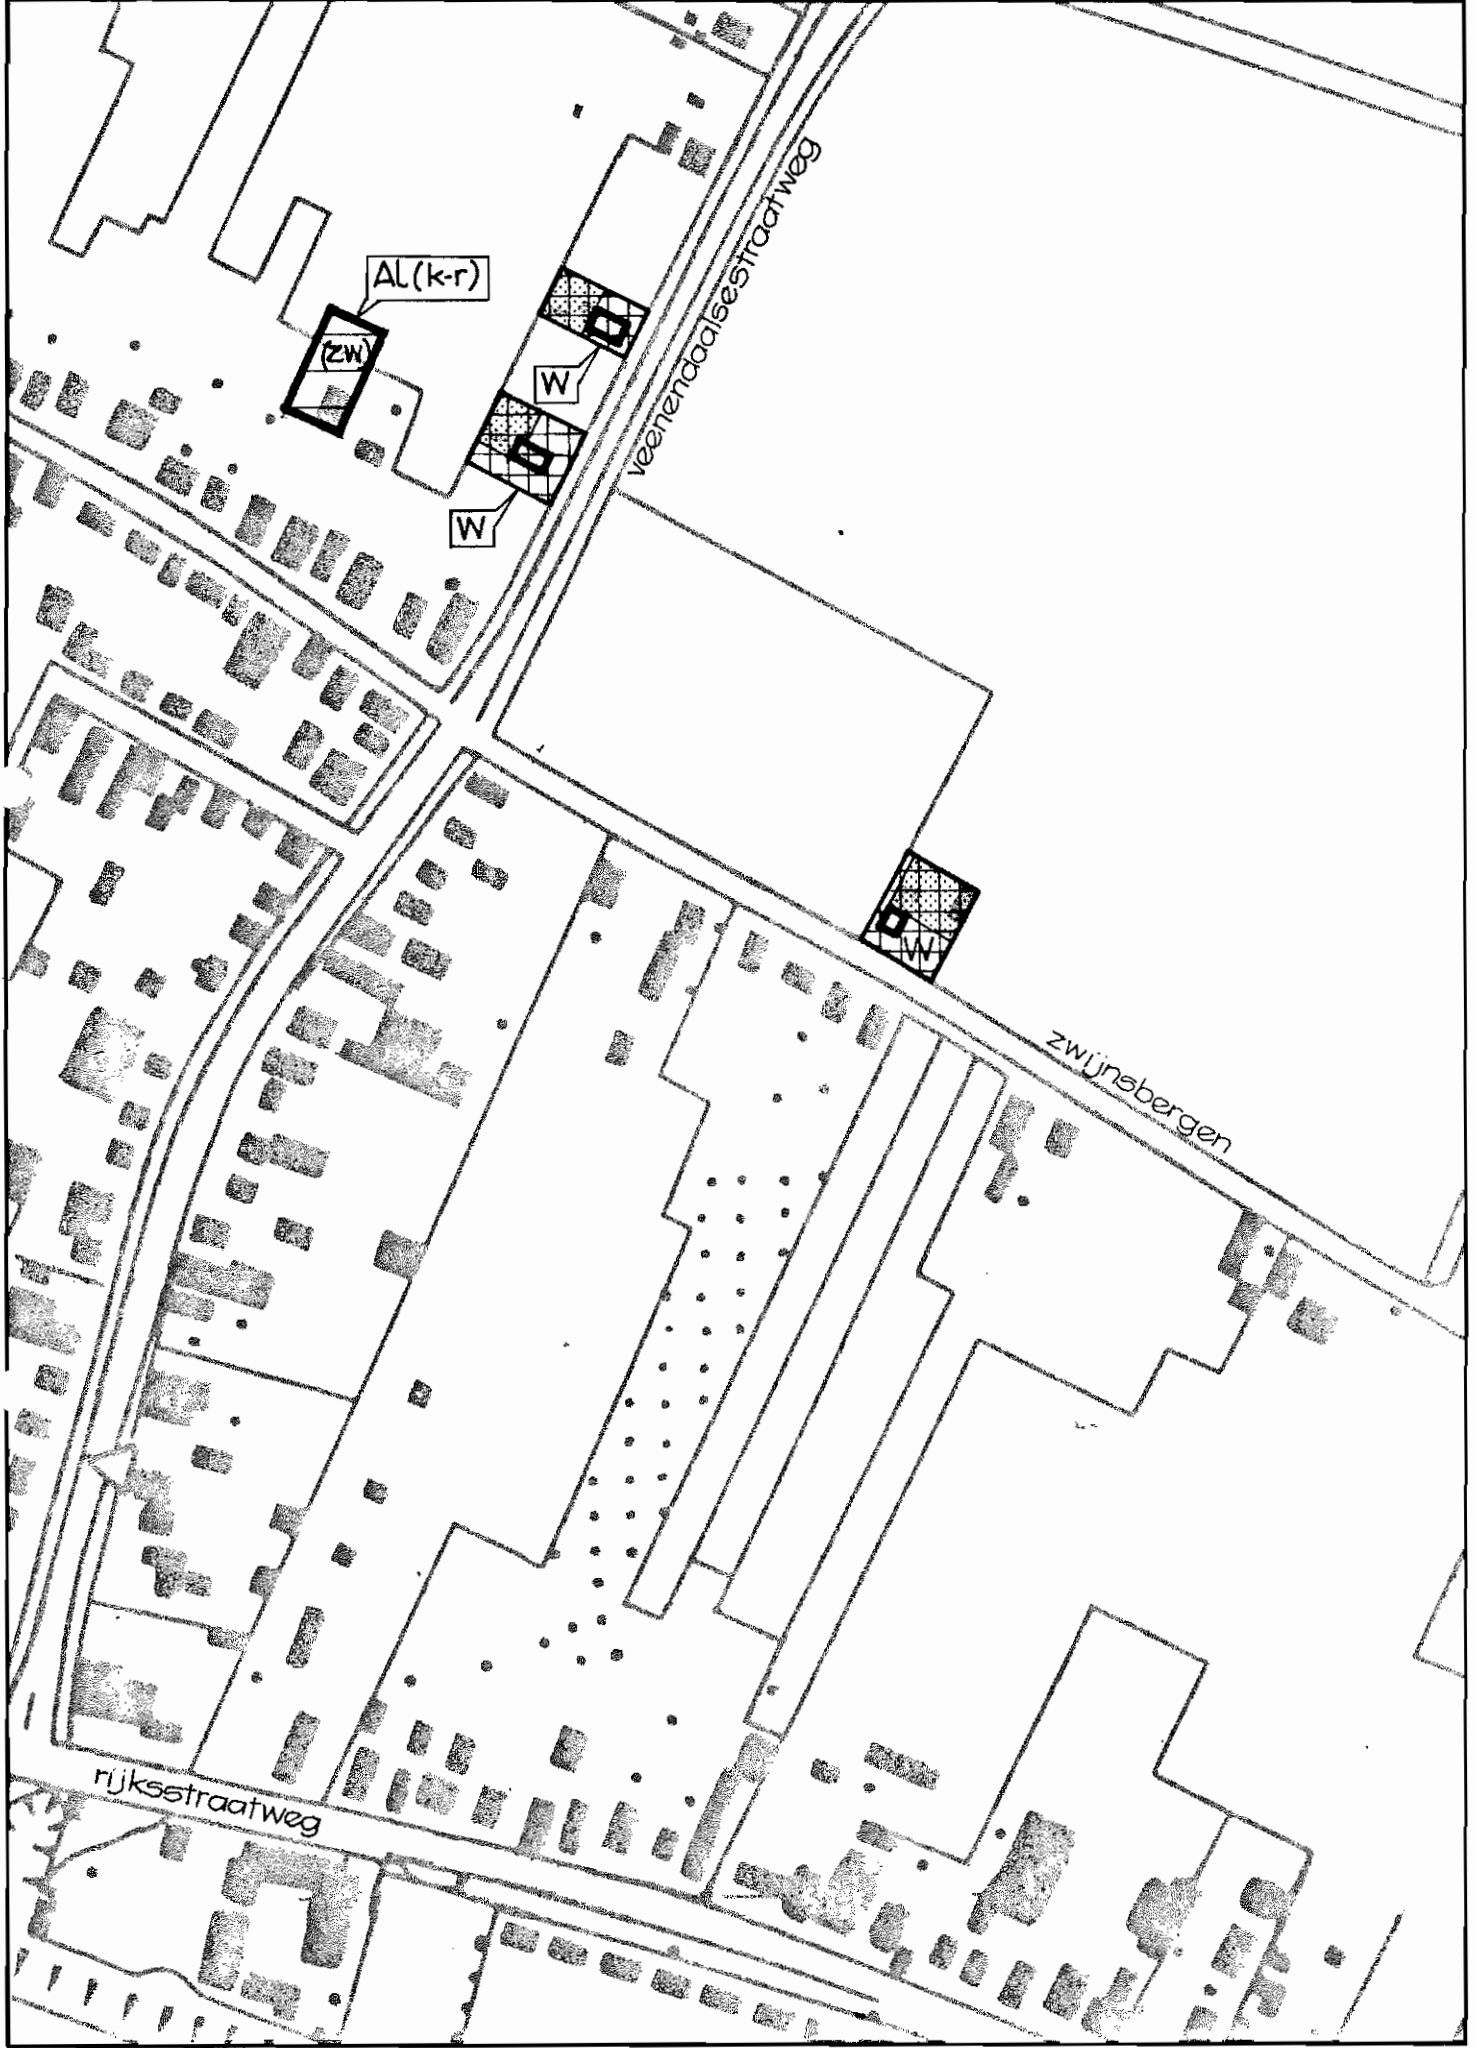 AL(k-r)
(zw)
W
W
veenendaalsestraatweg
W
zwijnsbergen
rijksstraatweg